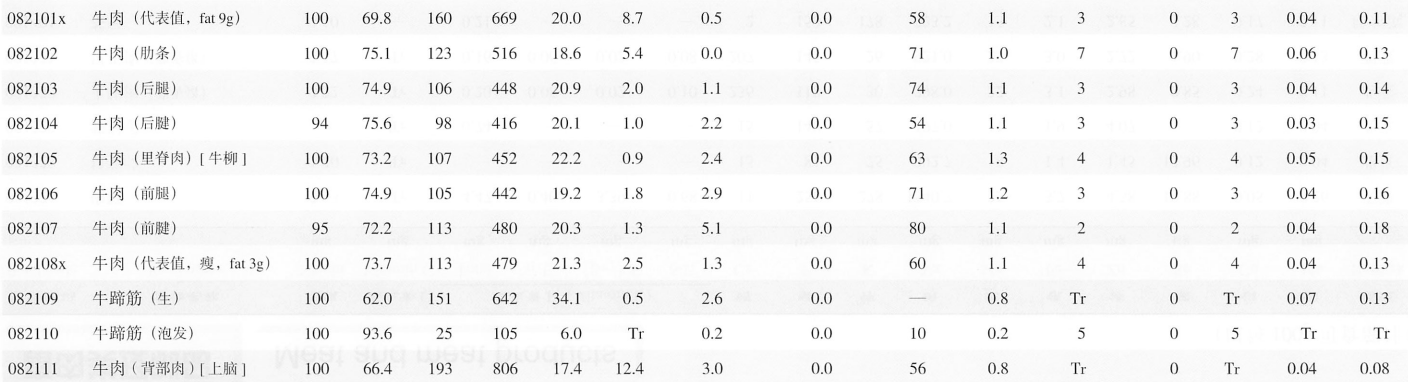 082101x 牛肉（代表值，fat 9g） 100 69.8 160 669 20.0 8.7 0.5 0.0 58 1.1 3 0 3 0.04 0.11
082102 牛肉（肋条） 100 75.1 123 516 18.6 5.4 0.0 0.0 71 1.0 7 0 7 0.06 0.13
082103 牛肉（后腿） 100 74.9 106 448 20.9 2.0 1.1 0.0 74 1.1 3 0 3 0.04 0.14
082104 牛肉（后腱） 94 75.6 98 416 20.1 1.0 2.2 0.0 54 1.1 3 0 3 0.03 0.15
082105 牛肉（里脊肉）[ 牛柳 ] 100 73.2 107 452 22.2 0.9 2.4 0.0 63 1.3 4 0 4 0.05 0.15
082106 牛肉（前腿） 100 74.9 105 442 19.2 1.8 2.9 0.0 71 1.2 3 0 3 0.04 0.16
082107 牛肉（前腱） 95 72.2 113 480 20.3 1.3 5.1 0.0 80 1.1 2 0 2 0.04 0.18
082108x 牛肉（代表值，瘦，fat 3g） 100 73.7 113 479 21.3 2.5 1.3 0.0 60 1.1 4 0 4 0.04 0.13
082109 牛蹄筋（生） 100 62.0 151 642 34.1 0.5 2.6 0.0 — 0.8 Tr 0 Tr 0.07 0.13
082110 牛蹄筋（泡发） 100 93.6 25 105 6.0 Tr 0.2 0.0 10 0.2 5 0 5 Tr Tr
082111 牛肉（背部肉）[ 上脑 ] 100 66.4 193 806 17.4 12.4 3.0 0.0 56 0.8 Tr 0 Tr 0.04 0.08